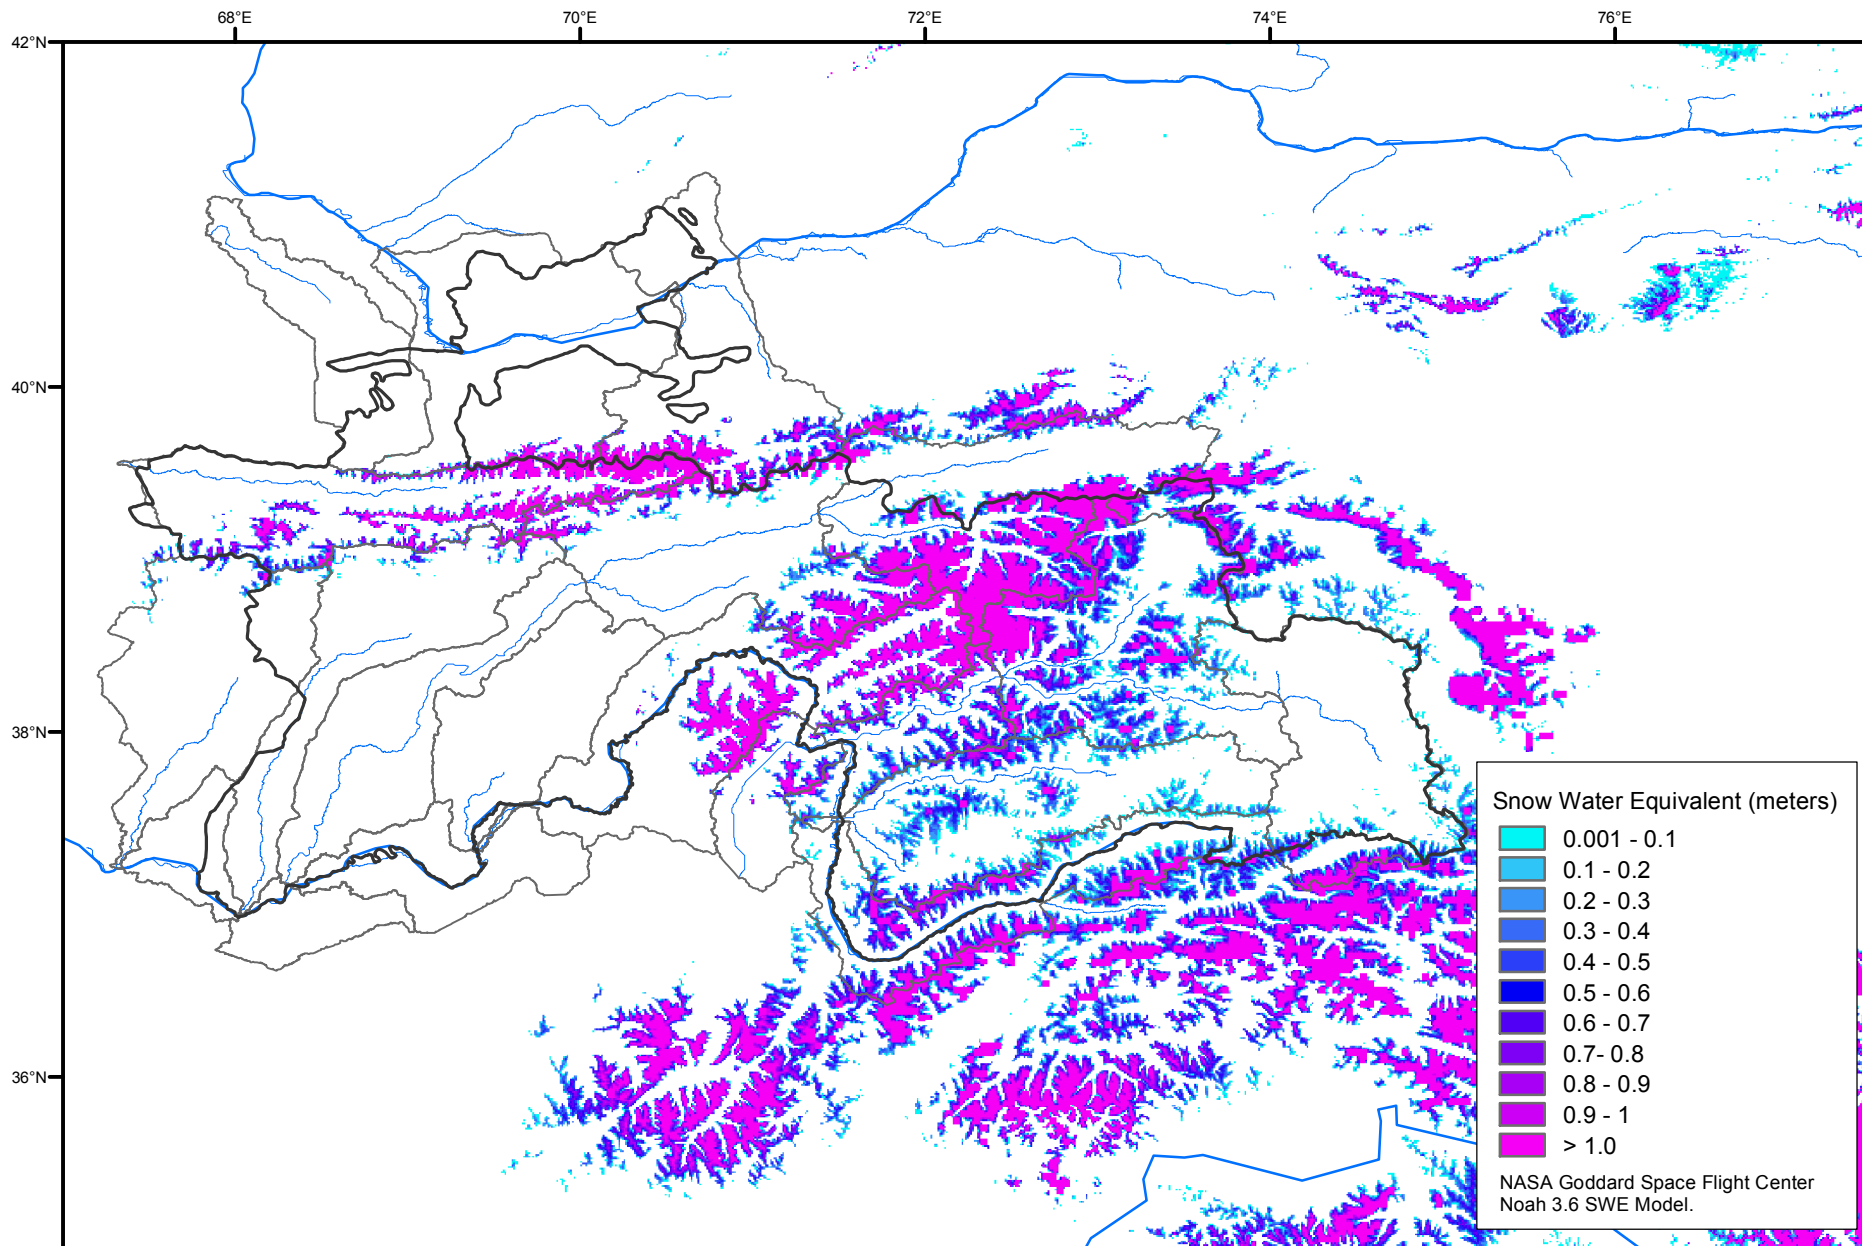 68°E 70°E 72°E 74°E 76°E
42°N
40°N
38°N
36°N
Snow Water Equivalent (meters)
0.001 - 0.1
0.1 - 0.2
0.2 - 0.3
0.3 - 0.4
0.4 - 0.5
0.5 - 0.6
0.6 - 0.7
0.7- 0.8
0.8 - 0.9
0.9 - 1
> 1.0
NASA Goddard Space Flight Center
Noah 3.6 SWE Model.